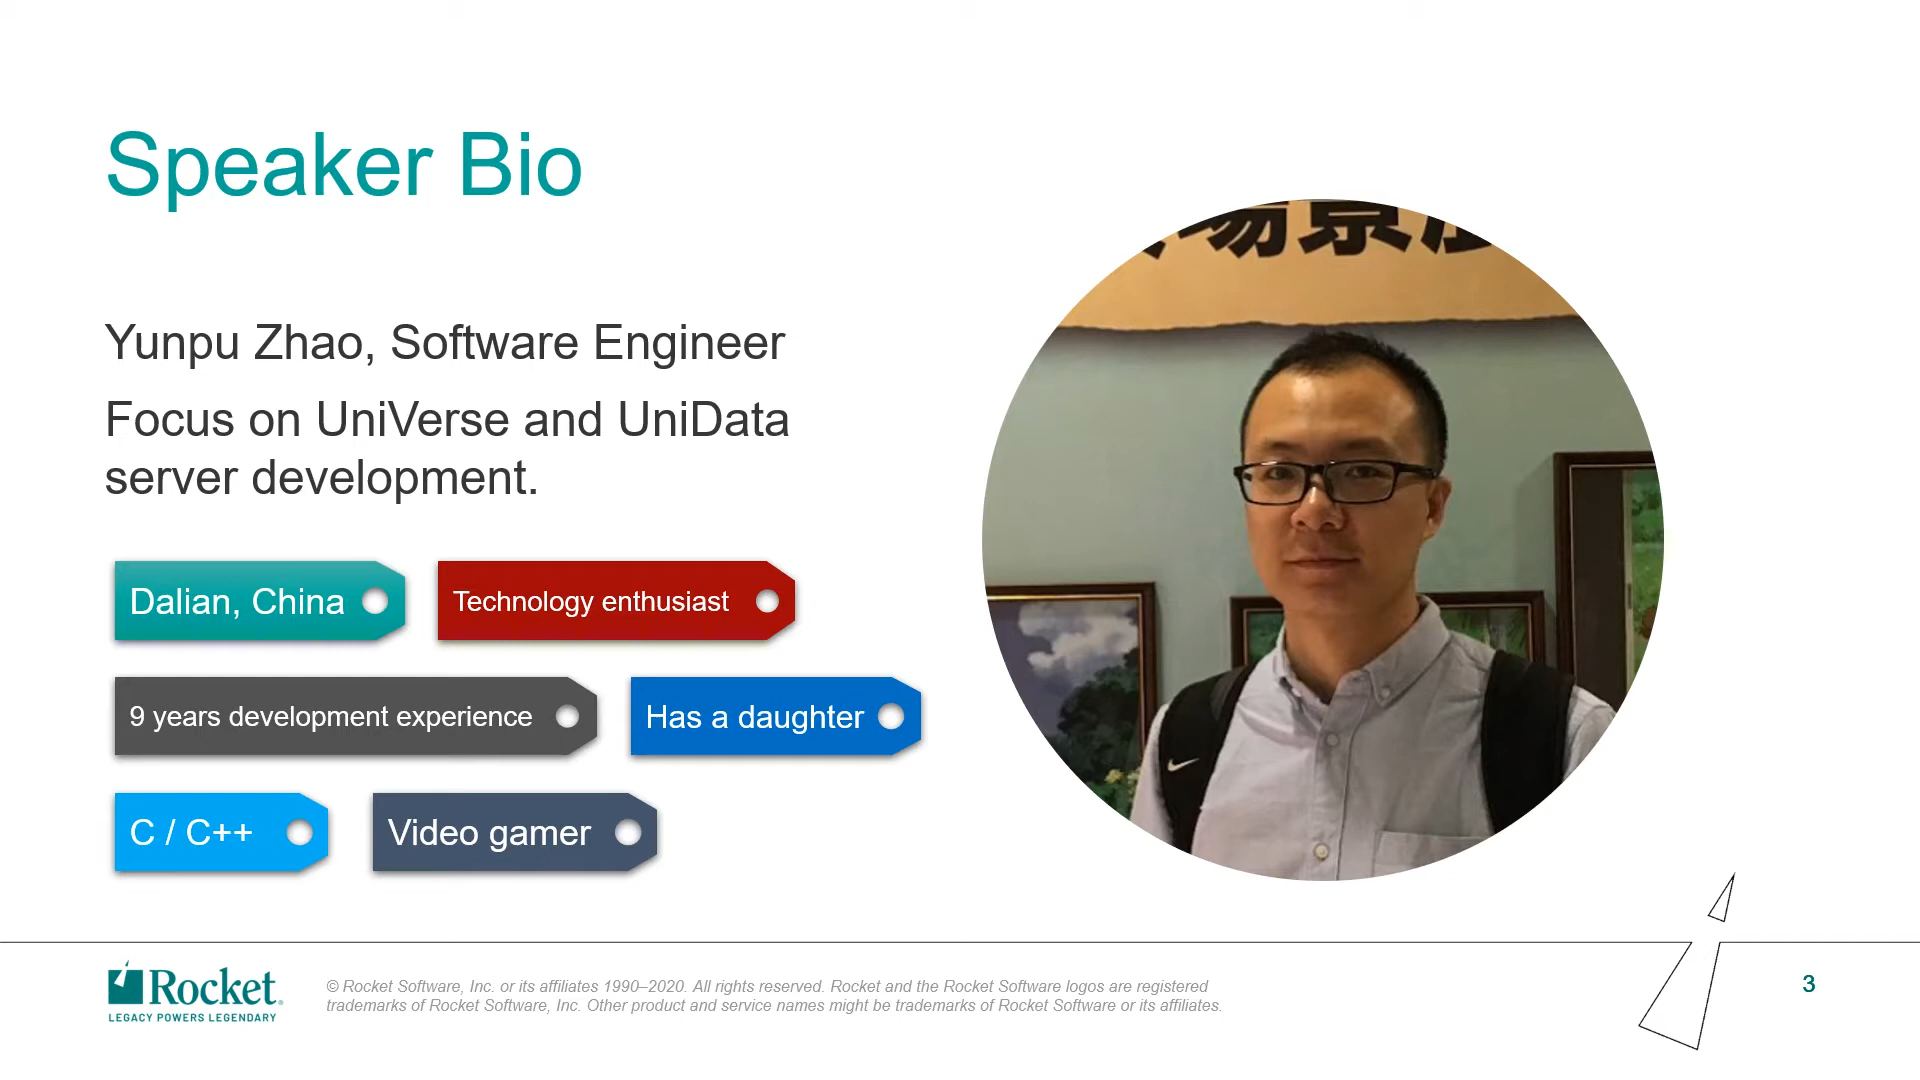 Speaker Bio
場景
Yunpu Zhao, Software Engineer
Focus on UniVerse and UniData
server development.
Dalian, China
Technology enthusiast
9 years development experience
Has a daughter
C / C++
Video gamer
Rocket®
LEGACY POWERS LEGENDARY
© Rocket Software, Inc. or its affiliates 1990–2020. All rights reserved. Rocket and the Rocket Software logos are registered
trademarks of Rocket Software, Inc. Other product and service names might be trademarks of Rocket Software or its affiliates.
3